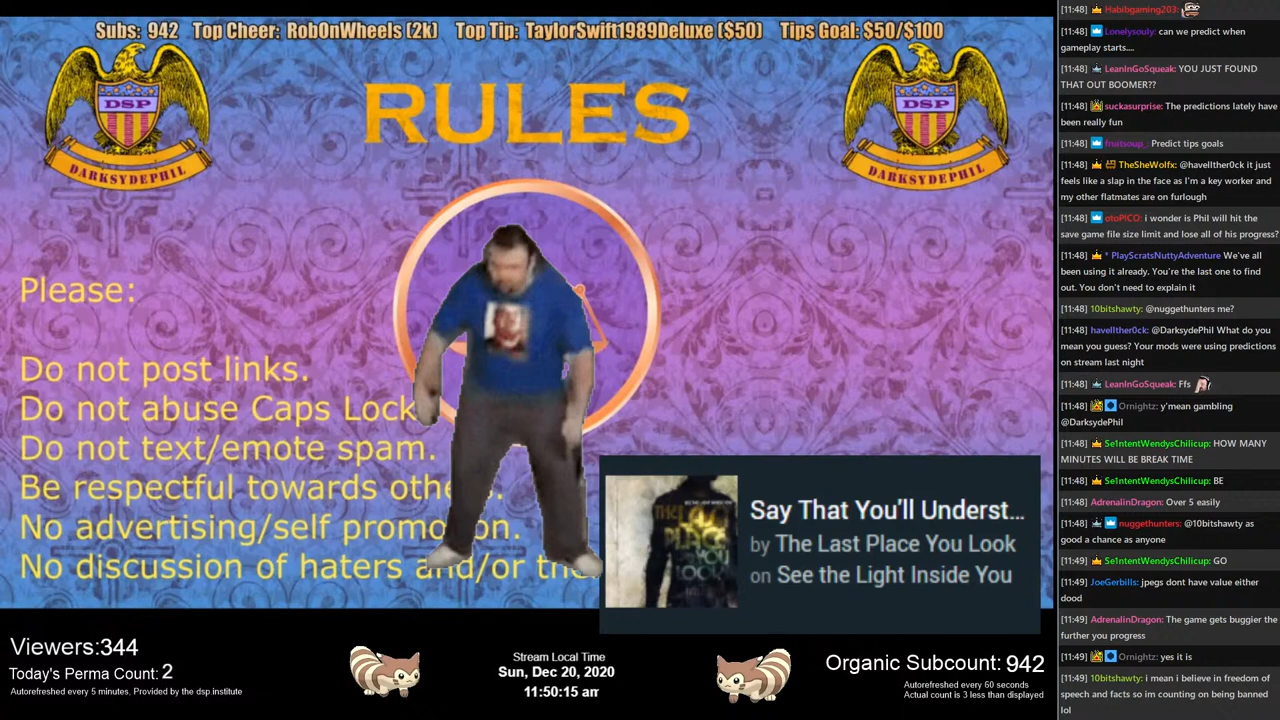 Subs: 942 Top Cheer: RobOnWheels (2k) Top Tip: TaylorSwift1989Deluxe ($50) Tips Goal: $50/$100
DSP
DARKSYDEPHIL
RULES
DSP
DARKSYDEPHIL
Please:
Do not post links.
Do not abuse Caps Lock
Do not text/emote spam.
Be respectful towards
No advertising/self
No discussion of haters and/or
Say That You'll Underst...
by The Last Place You Look
on See the Light Inside You
Viewers:344
Today's Perma Count: 2
Autorefreshed every 5 minutes, Provided by the dsp institute
Stream Local Time
Sun, Dec 20, 2020
11:50:15 am
Organic Subcount: 942
Autorefreshed every 60 seconds
Actual count is 3 less than displayed
[11:48] Habibgaming203:
[11:48] Lonelysouly: can we predict when
gameplay starts....
[11:48] LeanInGoSqueak: YOU JUST FOUND
THAT OUT BOOMER??
[11:48] suckasurprise: The predictions lately have
been really fun
[11:48] fruitsoup_: Predict tips goals
[11:48] TheSheWolfx: @havellther0ck it just
feels like a slap in the face as I'm a key worker and
my other flatmates are on furlough
[11:48] otoPICO: i wonder is Phil will hit the
save game file size limit and lose all of his progress?
[11:48] * PlayScratsNuttyAdventure We've all
been using it already. You're the last one to find
out. You don't need to explain it
[11:48] 10bitshawty: @nuggethunters me?
[11:48] havellther0ck: @DarksydePhil What do you
mean you guess? Your mods were using predictions
on stream last night
[11:48] LeanInGoSqueak: Ffs
[11:48] Ornightz: y'mean gambling
@DarksydePhil
[11:48] Se1ntentWendysChilicup: HOW MANY
MINUTES WILL BE BREAK TIME
[11:48] Se1ntentWendysChilicup: BE
[11:48] AdrenalinDragon: Over 5 easily
[11:48] nuggethunters: @10bitshawty as
good a chance as anyone
[11:49] Se1ntentWendysChilicup: GO
[11:49] JoeGerbills: jpegs dont have value either
dood
[11:49] AdrenalinDragon: The game gets buggier the
further you progress
[11:49] Ornightz: yes it is
[11:49] 10bitshawty: i mean i believe in freedom of
speech and facts so im counting on being banned
lol